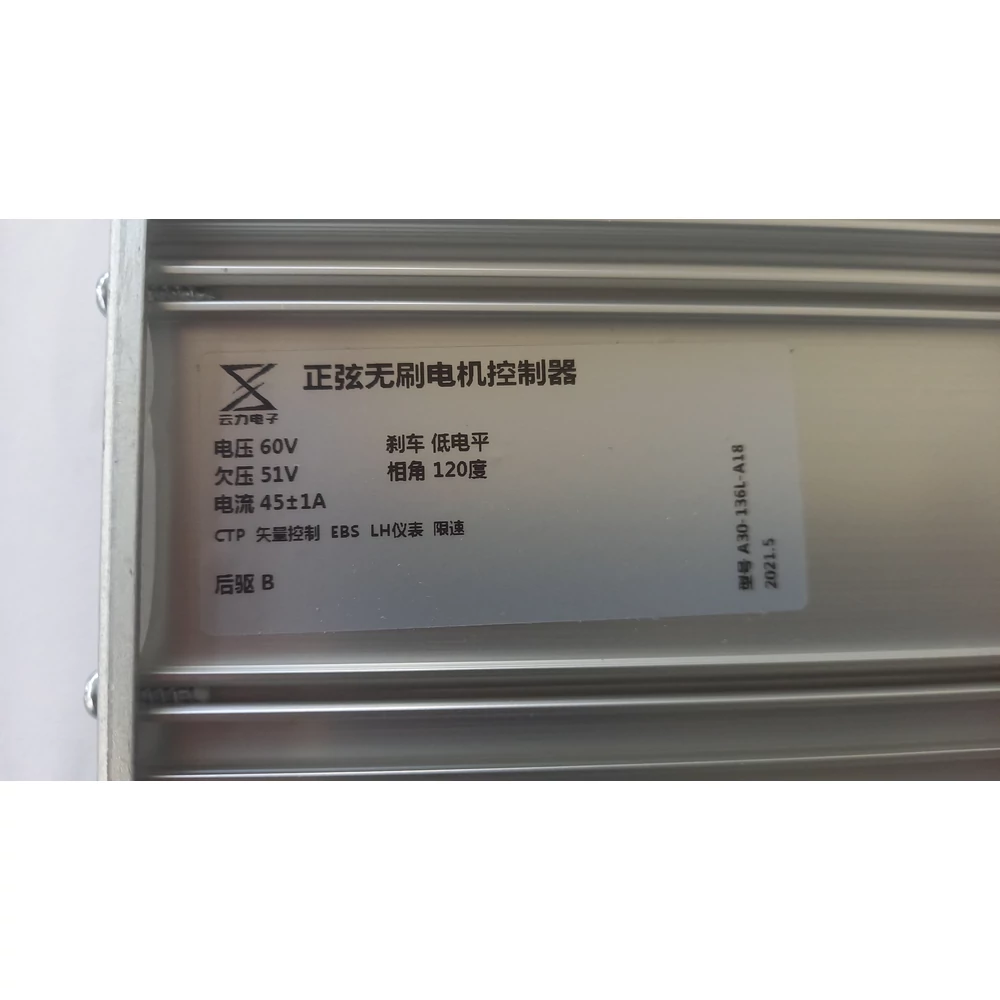 正弦无刷电机控制器
云力电子
电压 60V
刹车 低电平
欠压 51V
相角 120度
电流 45±1A
CTP 矢量控制 EBS LH仪表 限速
后驱 B
型号 A30-136L-A18
2021.5